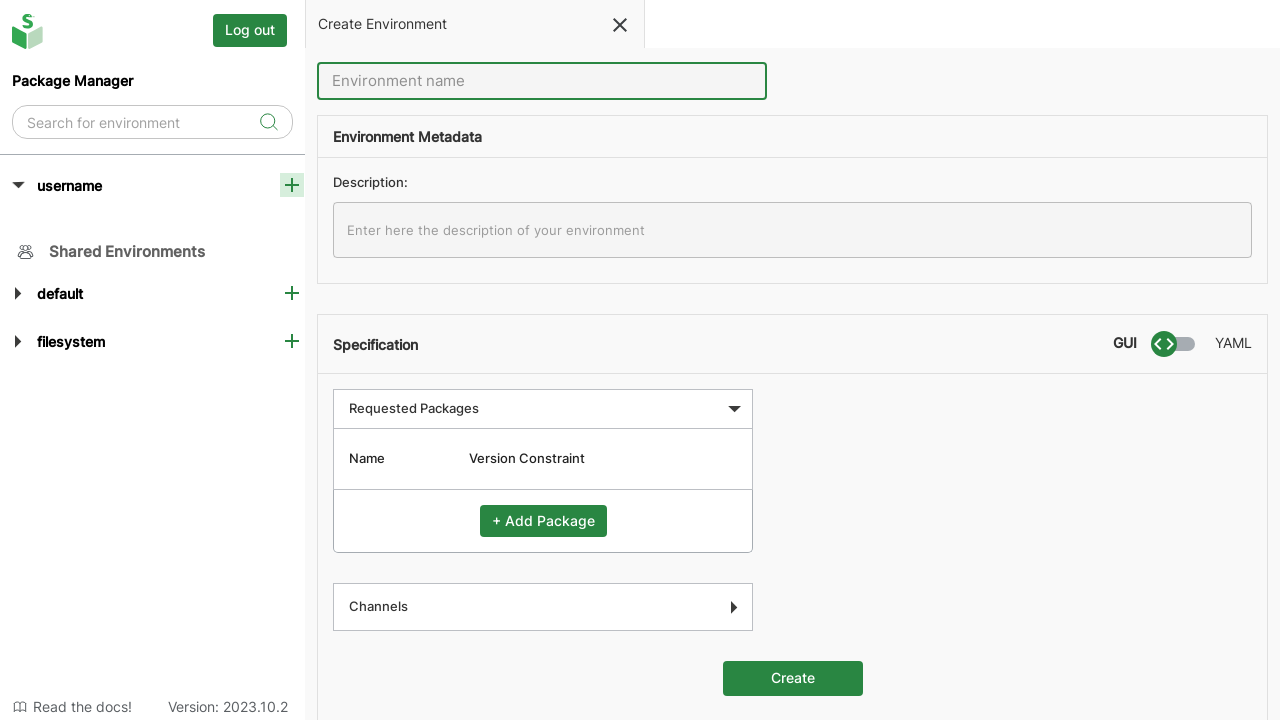 Log out
Package Manager
Search for environment
username
Shared Environments
default
filesystem
Read the docs!
Version: 2023.10.2
Create Environment
Environment name
Environment Metadata
Description:
Enter here the description of your environment
Specification
GUI
YAML
Requested Packages
Name
Version Constraint
+ Add Package
Channels
Create